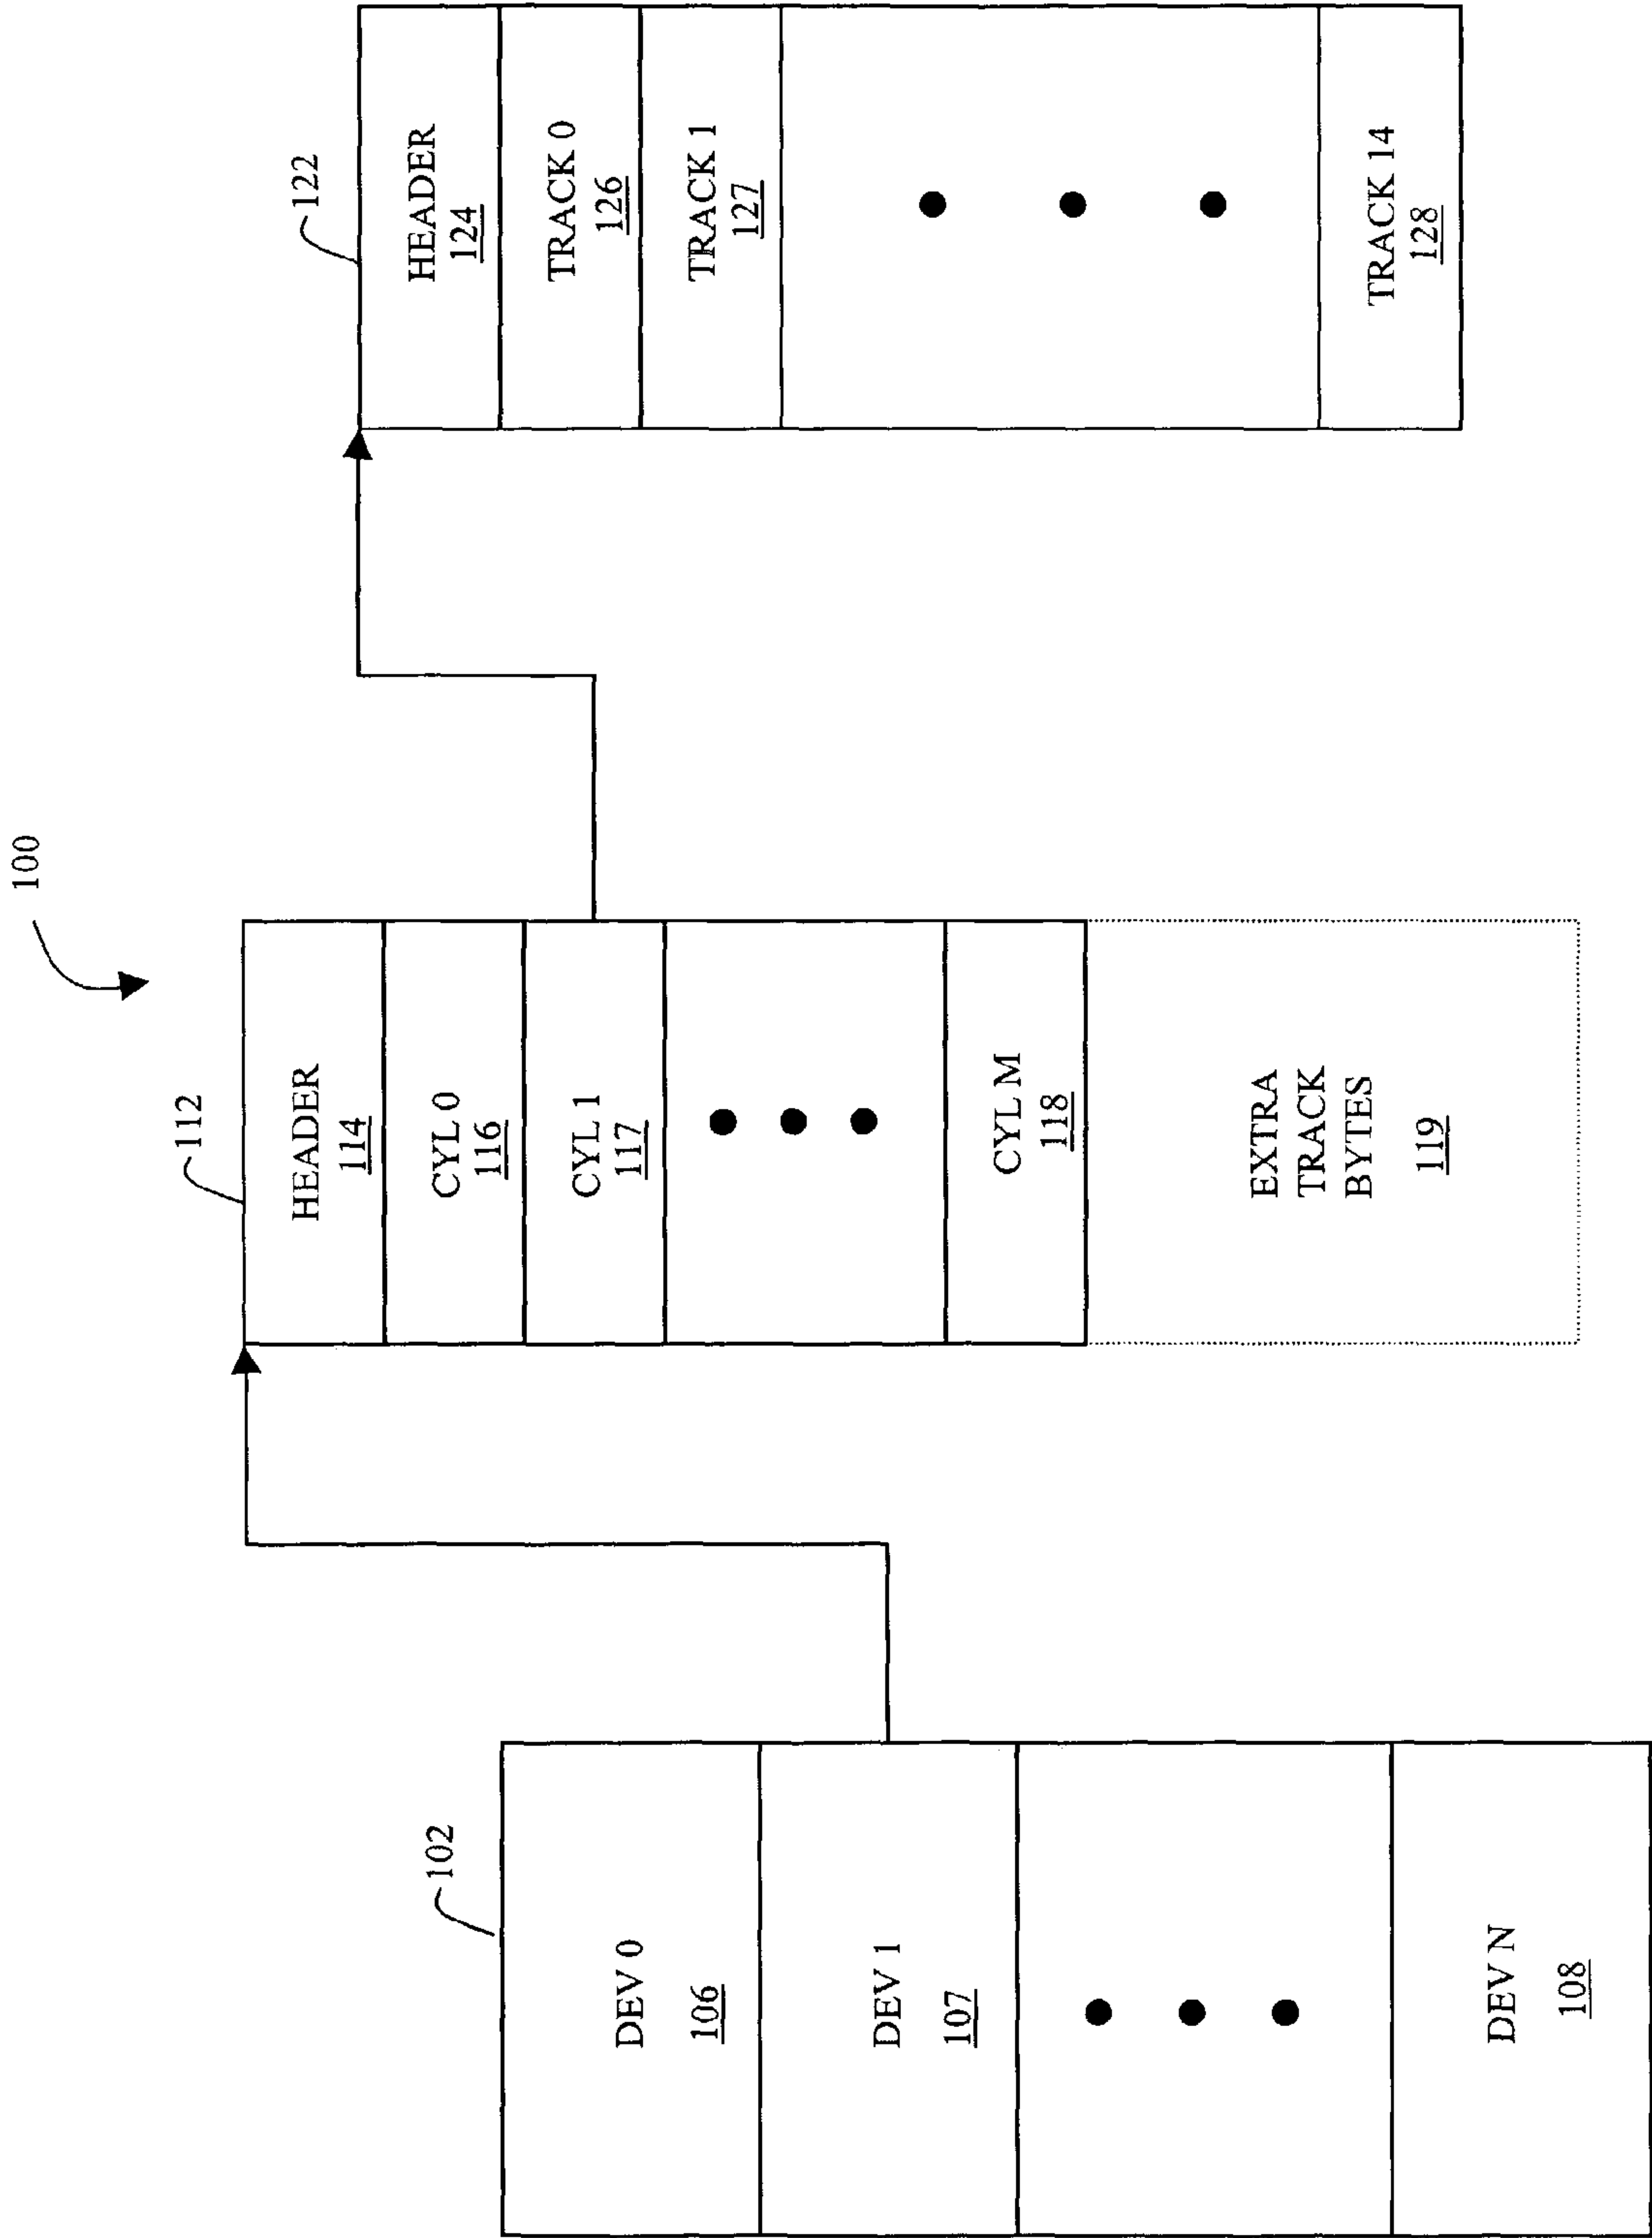 100
102
DEV 0
106
DEV 1
107
DEV N
108
112
HEADER
114
CYL 0
116
CYL 1
117
CYL M
118
EXTRA
TRACK
BYTES
119
122
HEADER
124
TRACK 0
126
TRACK 1
127
TRACK 14
128